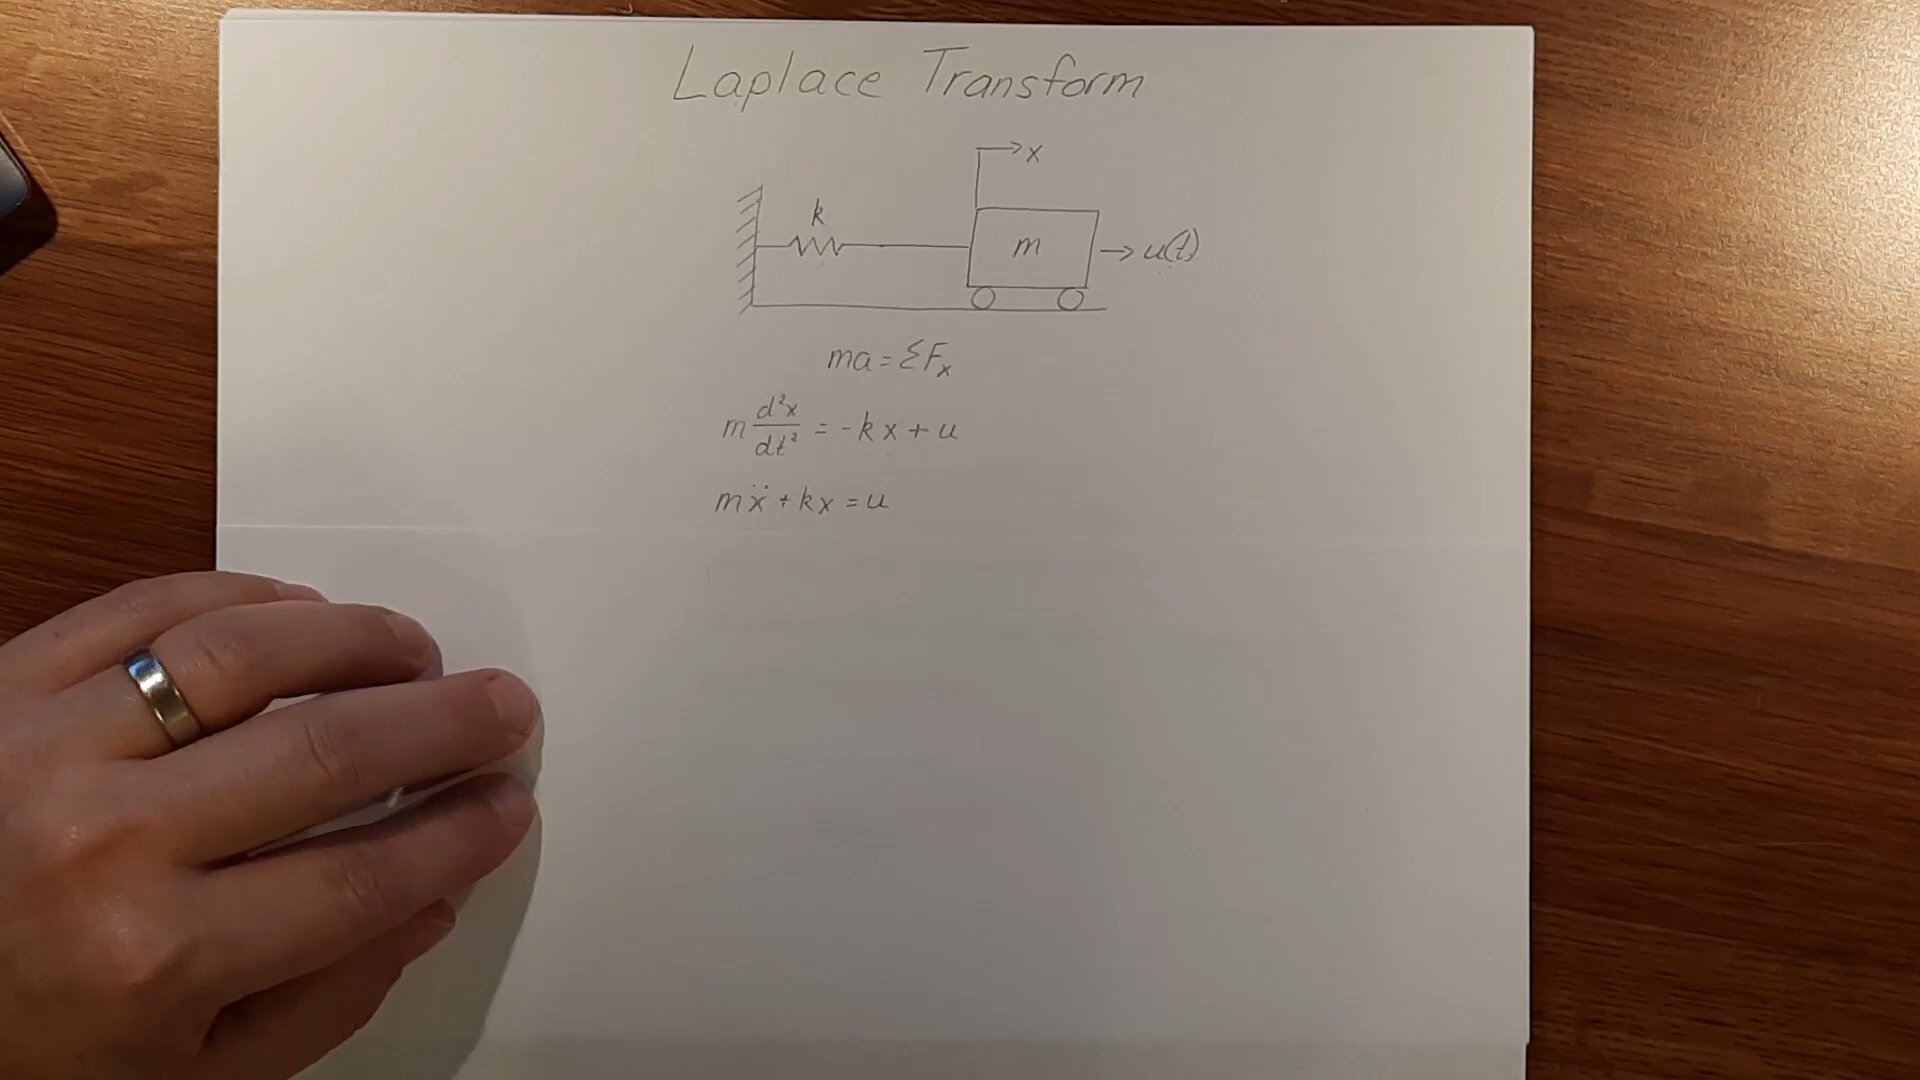 Laplace Transform
→x
k
m
→u(t)
ma = ΣFₓ
m d²x/dt² = -kx + u
mẍ + kx = u